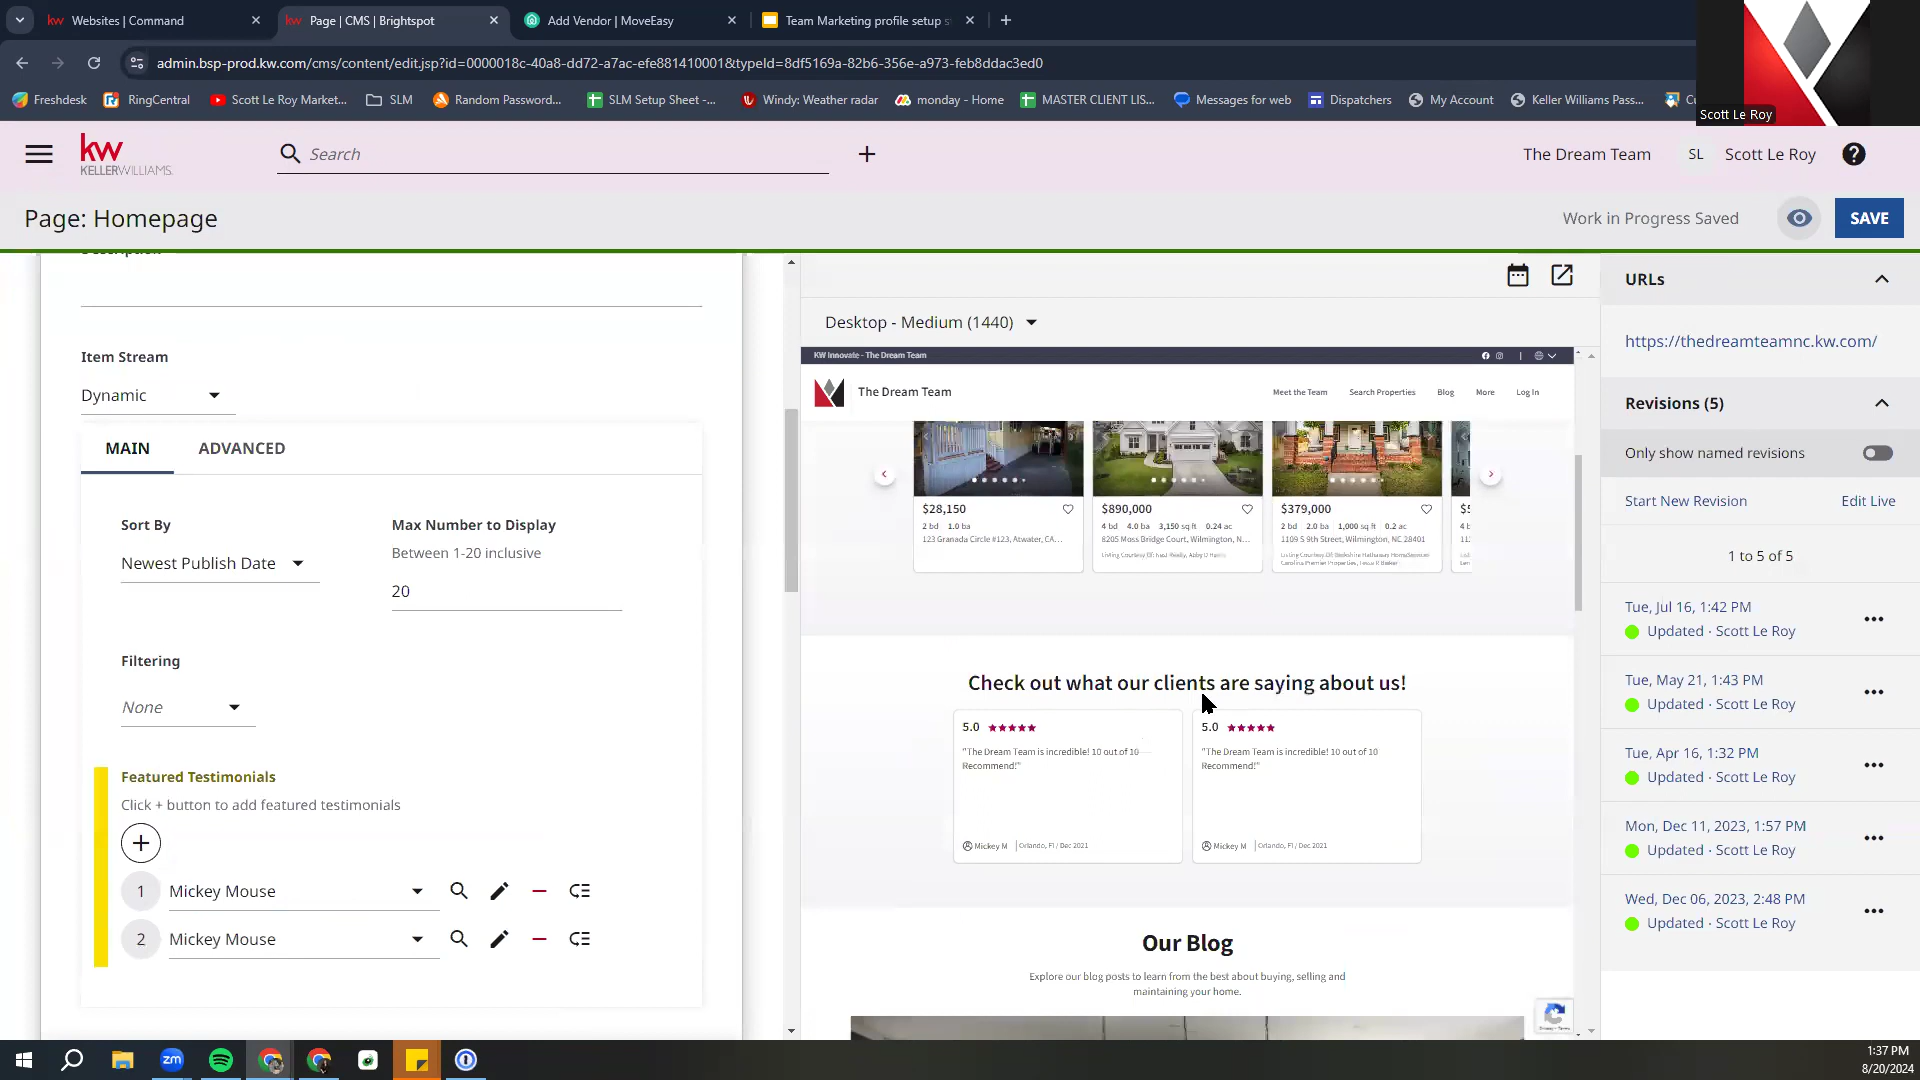 Websites | Command
Page | CMS | Brightspot
Add Vendor | MoveEasy
Team Marketing profile setup s
admin.bsp-prod.kw.com/cms/content/edit.jsp?id=0000018c-40a8-dd72-a7ac-efe881410001&typeId=8df5169a-82b6-356e-a973-feb8ddac3ed0
Freshdesk
RingCentral
Scott Le Roy Market...
SLM
Random Password...
SLM Setup Sheet -...
Windy: Weather radar
monday - Home
MASTER CLIENT LIS...
Messages for web
Dispatchers
My Account
Keller Williams Pass...
Scott Le Roy
kw
KELLERWILLIAMS.
Search
The Dream Team
SL
Scott Le Roy
Page: Homepage
Work in Progress Saved
SAVE
Description
Item Stream
Dynamic
MAIN
ADVANCED
Sort By
Newest Publish Date
Max Number to Display
Between 1-20 inclusive
20
Filtering
None
Featured Testimonials
Click + button to add featured testimonials
1
Mickey Mouse
2
Mickey Mouse
Desktop - Medium (1440)
KW Innovate - The Dream Team
The Dream Team
Meet the Team
Search Properties
Blog
More
Log In
$28,150
2 bd 1.0 ba
123 Granada Circle #123, Atwater, CA...
$890,000
4 bd 4.0 ba 3,150 sq ft 0.24 ac
8205 Moss Bridge Court, Wilmington, N...
$379,000
2 bd 2.0 ba 1,000 sq ft 0.2 ac
1109 S 9th Street, Wilmington, NC 28401
Check out what our clients are saying about us!
5.0
"The Dream Team is incredible! 10 out of 10
Recommend!"
Mickey M
Orlando, Fl / Dec 2021
5.0
"The Dream Team is incredible! 10 out of 10
Recommend!"
Mickey M
Orlando, Fl / Dec 2021
Our Blog
Explore our blog posts to learn from the best about buying, selling and
maintaining your home.
URLs
https://thedreamteamnc.kw.com/
Revisions (5)
Only show named revisions
Start New Revision
Edit Live
1 to 5 of 5
Tue, Jul 16, 1:42 PM
Updated · Scott Le Roy
Tue, May 21, 1:43 PM
Updated · Scott Le Roy
Tue, Apr 16, 1:32 PM
Updated · Scott Le Roy
Mon, Dec 11, 2023, 1:57 PM
Updated · Scott Le Roy
Wed, Dec 06, 2023, 2:48 PM
Updated · Scott Le Roy
zm
1:37 PM
8/20/2024